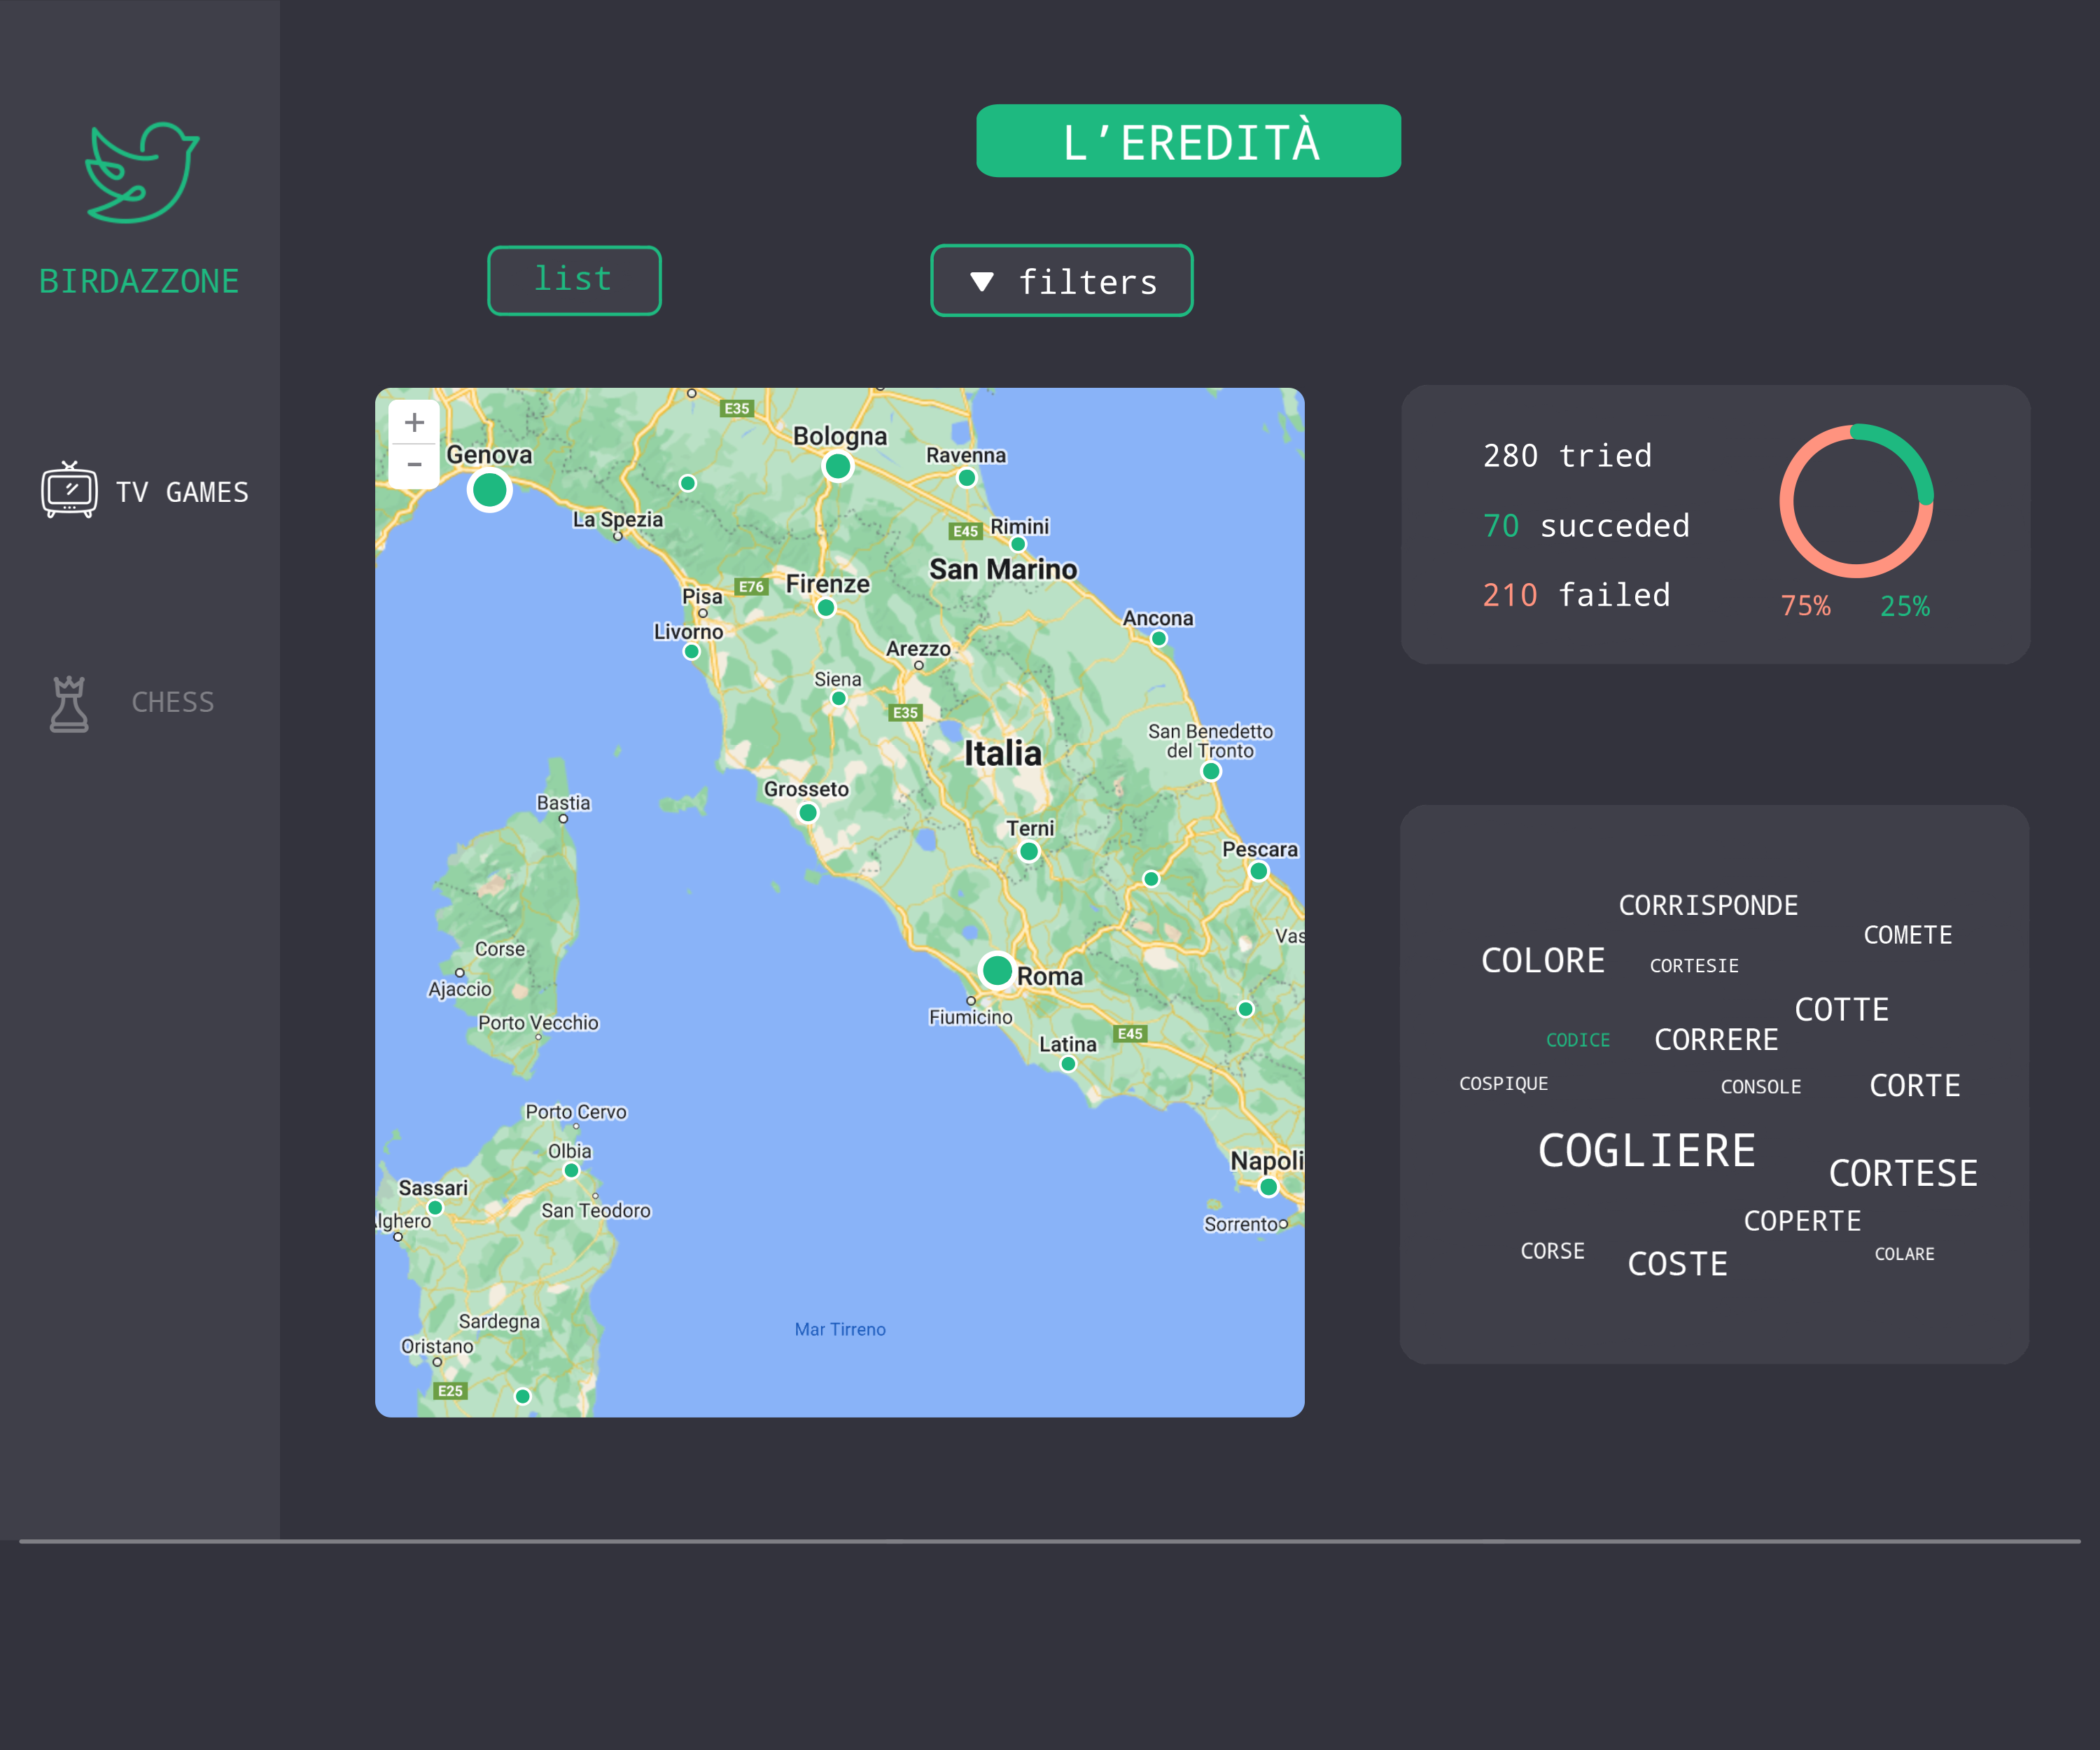 L'EREDITÀ
BIRDAZZONE
list
▼ filters
TV GAMES
CHESS
+
−
E35
Bologna
Genova
Ravenna
La Spezia
Rimini
E45
San Marino
Firenze
E76
Pisa
Livorno
Ancona
Arezzo
Siena
E35
San Benedetto
del Tronto
Italia
Grosseto
Bastia
Terni
Pescara
Vas
Corse
Ajaccio
Roma
Fiumicino
Porto Vecchio
E45
Latina
Porto Cervo
Olbia
Napoli
Sassari
San Teodoro
lghero
Sorrento
Sardegna
Mar Tirreno
Oristano
E25
280 tried
70 succeded
210 failed
75% 25%
CORRISPONDE
COMETE
COLORE
CORTESIE
COTTE
CODICE
CORRERE
COSPIQUE
CONSOLE
CORTE
COGLIERE
CORTESE
COPERTE
CORSE
COSTE
COLARE